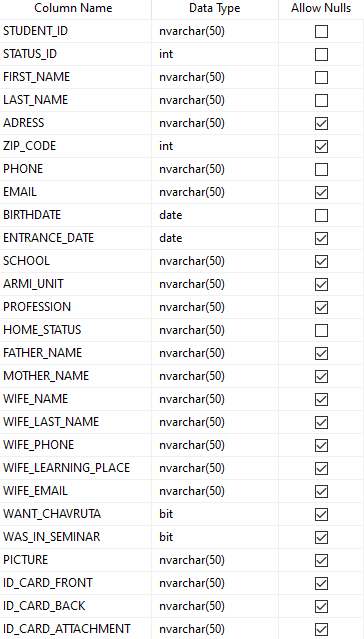 Column Name Data Type Allow Nulls
STUDENT_ID nvarchar(50)
STATUS_ID int
FIRST_NAME nvarchar(50)
LAST_NAME nvarchar(50)
ADRESS nvarchar(50)
ZIP_CODE int
PHONE nvarchar(50)
EMAIL nvarchar(50)
BIRTHDATE date
ENTRANCE_DATE date
SCHOOL nvarchar(50)
ARMI_UNIT nvarchar(50)
PROFESSION nvarchar(50)
HOME_STATUS nvarchar(50)
FATHER_NAME nvarchar(50)
MOTHER_NAME nvarchar(50)
WIFE_NAME nvarchar(50)
WIFE_LAST_NAME nvarchar(50)
WIFE_PHONE nvarchar(50)
WIFE_LEARNING_PLACE nvarchar(50)
WIFE_EMAIL nvarchar(50)
WANT_CHAVRUTA bit
WAS_IN_SEMINAR bit
PICTURE nvarchar(50)
ID_CARD_FRONT nvarchar(50)
ID_CARD_BACK nvarchar(50)
ID_CARD_ATTACHMENT nvarchar(50)